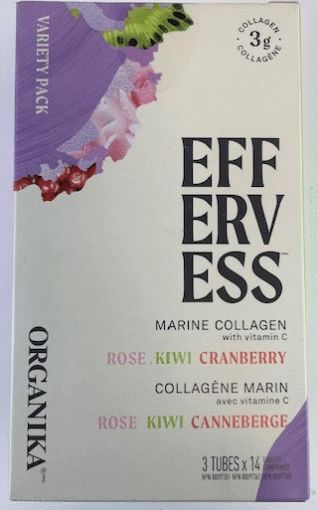 VARIETY PACK
COLLAGEN
3g
COLLAGÈNE
EFF
ERV
ESS™
MARINE COLLAGEN
with vitamin C
ROSE KIWI CRANBERRY
COLLAGÈNE MARIN
avec vitamine C
ROSE KIWI CANNEBERGE
3 TUBES x 14
ORGANIKA®